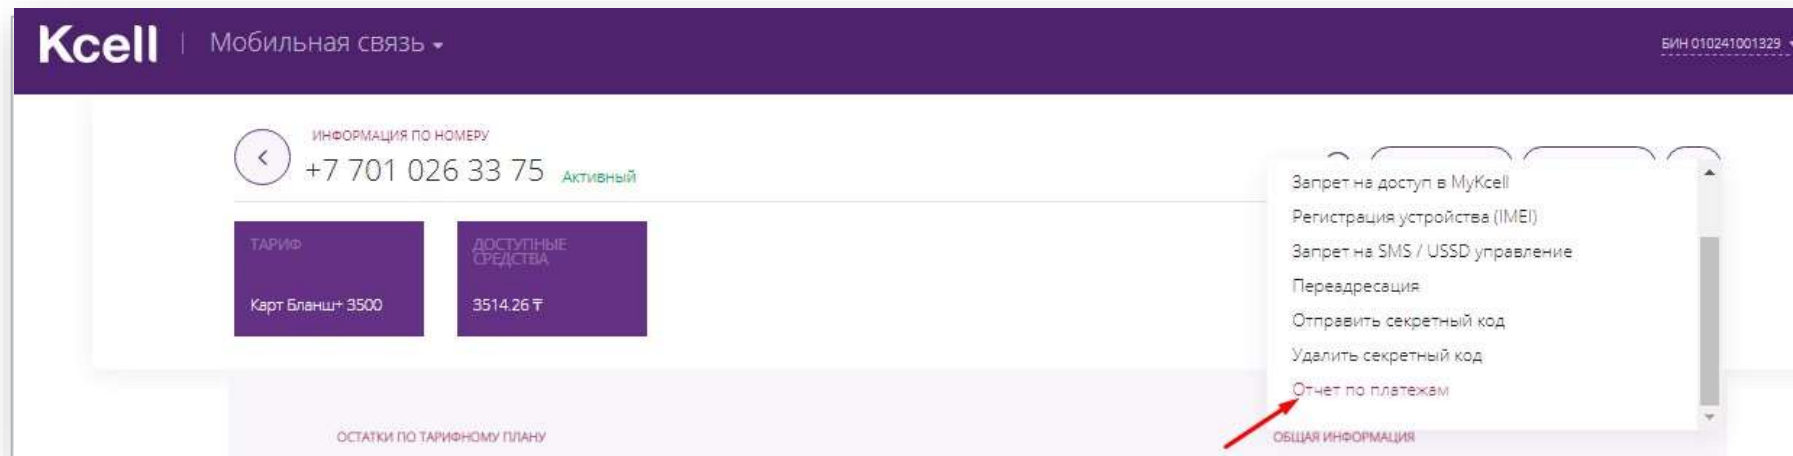 Kcell | Мобильная связь
БИН 010241001329
ИНФОРМАЦИЯ ПО НОМЕРУ
+7 701 026 33 75 Активный
ТАРИФ
Карт Бланш+ 3500
ДОСТУПНЫЕ
СРЕДСТВА
3514.26 ₸
Запрет на доступ в MyKcell
Регистрация устройства (IMEI)
Запрет на SMS / USSD управление
Переадресация
Отправить секретный код
Удалить секретный код
Отчет по платежам
ОСТАТКИ ПО ТАРИФНОМУ ПЛАНУ
ОБЩАЯ ИНФОРМАЦИЯ